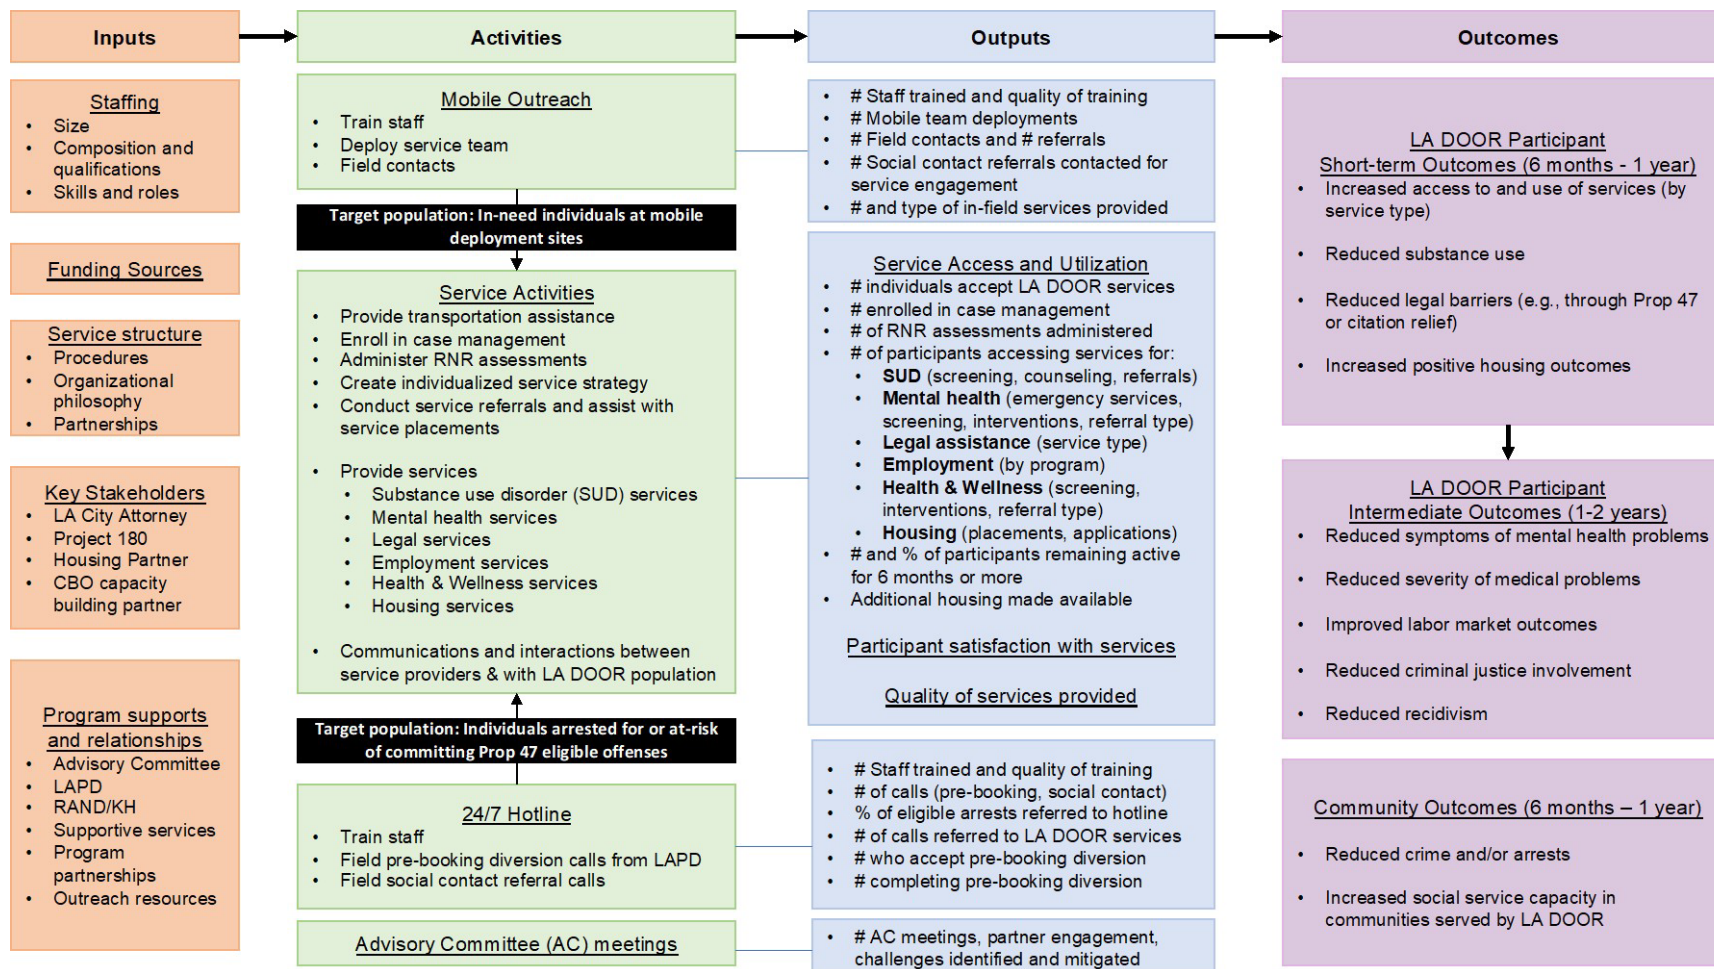 Inputs
Activities
Outputs
Outcomes
Staffing
• Size
• Composition and
qualifications
• Skills and roles
Funding Sources
Service structure
• Procedures
• Organizational
philosophy
• Partnerships
Key Stakeholders
• LA City Attorney
• Project 180
• Housing Partner
• CBO capacity
building partner
Program supports
and relationships
• Advisory Committee
• LAPD
• RAND/KH
• Supportive services
• Program
partnerships
• Outreach resources
Mobile Outreach
• Train staff
• Deploy service team
• Field contacts
Target population: In-need individuals at mobile
deployment sites
Service Activities
• Provide transportation assistance
• Enroll in case management
• Administer RNR assessments
• Create individualized service strategy
• Conduct service referrals and assist with
service placements
• Provide services
• Substance use disorder (SUD) services
• Mental health services
• Legal services
• Employment services
• Health & Wellness services
• Housing services
• Communications and interactions between
service providers & with LA DOOR population
Target population: Individuals arrested for or at-risk
of committing Prop 47 eligible offenses
24/7 Hotline
• Train staff
• Field pre-booking diversion calls from LAPD
• Field social contact referral calls
Advisory Committee (AC) meetings
• # Staff trained and quality of training
• # Mobile team deployments
• # Field contacts and # referrals
• # Social contact referrals contacted for
service engagement
• # and type of in-field services provided
Service Access and Utilization
• # individuals accept LA DOOR services
• # enrolled in case management
• # of RNR assessments administered
• # of participants accessing services for:
• SUD (screening, counseling, referrals)
• Mental health (emergency services,
screening, interventions, referral type)
• Legal assistance (service type)
• Employment (by program)
• Health & Wellness (screening,
interventions, referral type)
• Housing (placements, applications)
• # and % of participants remaining active
for 6 months or more
• Additional housing made available
Participant satisfaction with services
Quality of services provided
• # Staff trained and quality of training
• # of calls (pre-booking, social contact)
• % of eligible arrests referred to hotline
• # of calls referred to LA DOOR services
• # who accept pre-booking diversion
• # completing pre-booking diversion
• # AC meetings, partner engagement,
challenges identified and mitigated
LA DOOR Participant
Short-term Outcomes (6 months - 1 year)
• Increased access to and use of services (by
service type)
• Reduced substance use
• Reduced legal barriers (e.g., through Prop 47
or citation relief)
• Increased positive housing outcomes
LA DOOR Participant
Intermediate Outcomes (1-2 years)
• Reduced symptoms of mental health problems
• Reduced severity of medical problems
• Improved labor market outcomes
• Reduced criminal justice involvement
• Reduced recidivism
Community Outcomes (6 months – 1 year)
• Reduced crime and/or arrests
• Increased social service capacity in
communities served by LA DOOR